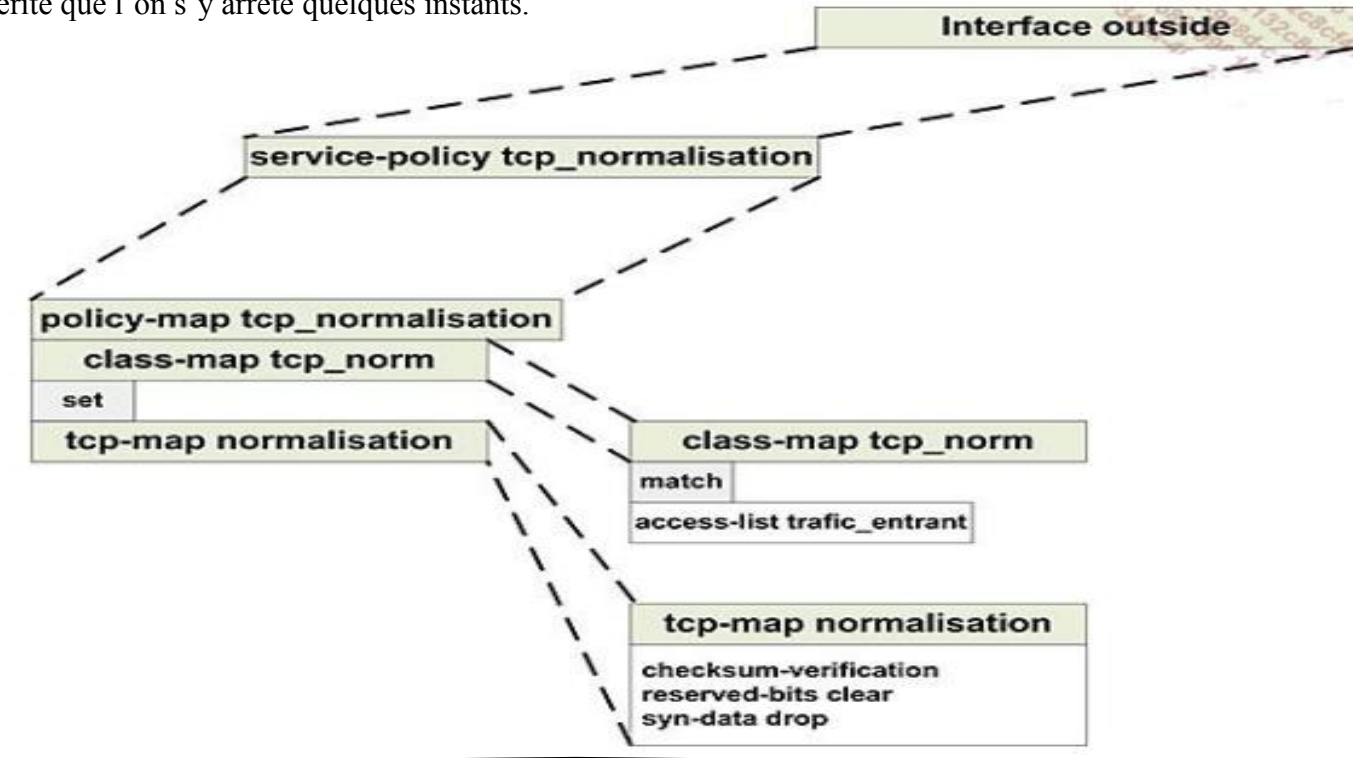 érite que l'on s'y arrête quelques instants.
Interface outside
service-policy tcp_normalisation
policy-map tcp_normalisation
class-map tcp_norm
set
tcp-map normalisation
class-map tcp_norm
match
access-list trafic_entrant
tcp-map normalisation
checksum-verification
reserved-bits clear
syn-data drop